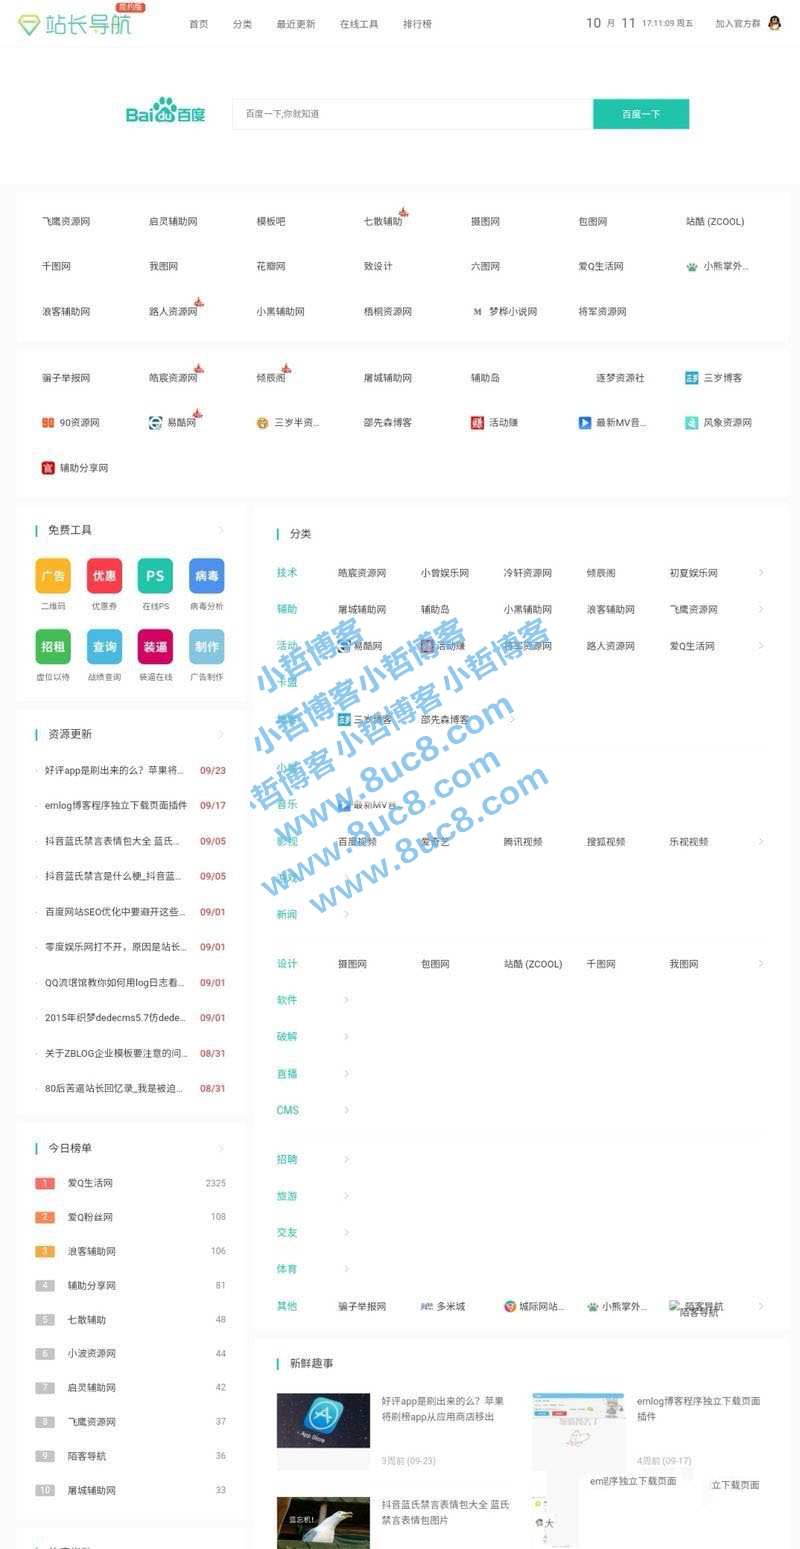 站长导航 简约版 首页 分类 最近更新 在线工具 排行榜 10 月 11 17:11:09 周五 加入官方群
Bai du 百度 百度一下,你就知道 百度一下
飞鹰资源网 启灵辅助网 模板吧 七散辅助 摄图网 包图网 站酷 (ZCOOL)
千图网 我图网 花瓣网 致设计 六图网 爱Q生活网 小熊掌外...
浪客辅助网 路人资源网 小黑辅助网 梧桐资源网 M 梦桦小说网 将军资源网
骗子举报网 皓宸资源网 倾辰阁 屠城辅助网 辅助岛 逐梦资源社 三岁博客
90 90资源网 易酷网 三岁半资... 邵先森博客 赚 活动赚 最新MV音... 风象资源网
官 辅助分享网
免费工具
广告 优惠 PS 病毒
二维码 优惠券 在线PS 病毒分析
招租 查询 装逼 制作
虚位以待 战绩查询 装逼在线 广告制作
资源更新
好评app是刷出来的么？苹果将... 09/23
emlog博客程序独立下载页面插件 09/17
抖音蓝氏禁言表情包大全 蓝氏... 09/05
抖音蓝氏禁言是什么梗_抖音蓝... 09/05
百度网站SEO优化中要避开这些... 09/01
零度娱乐网打不开，原因是站长... 09/01
QQ流氓馆教你如何用log日志看... 09/01
2015年织梦dedecms5.7仿dede... 09/01
关于ZBLOG企业模板要注意的问... 08/31
80后苦逼站长回忆录_我是被迫... 08/31
今日榜单
1 爱Q生活网 2325
2 爱Q粉丝网 108
3 浪客辅助网 106
4 辅助分享网 81
5 七散辅助 48
6 小波资源网 44
7 启灵辅助网 42
8 飞鹰资源网 37
9 陌客导航 36
10 屠城辅助网 33
分类
技术 皓宸资源网 小曾娱乐网 冷轩资源网 倾辰阁 初夏娱乐网
辅助 屠城辅助网 辅助岛 小黑辅助网 浪客辅助网 飞鹰资源网
活动 易酷网 活动赚 将军资源网 路人资源网 爱Q生活网
卡盟
博客 三岁博客 邵先森博客
小说
音乐 最新MV音...
影视 百度视频 爱奇艺 腾讯视频 搜狐视频 乐视视频
游戏
新闻
设计 摄图网 包图网 站酷 (ZCOOL) 千图网 我图网
软件
破解
直播
CMS
招聘
旅游
交友
体育
其他 骗子举报网 多米城 城际网站... 小熊掌外... 陌客导航
陌客导航
小哲博客
小哲博客小哲博客
小哲博客 小哲博客 小哲博客
www.8uc8.com
www.8uc8.com
www.8uc8.com
新鲜趣事
App Store
好评app是刷出来的么？苹果
将刷榜app从应用商店移出
3周前 (09-23)
emlog博客程序独立下载页面
插件
4周前 (09-17)
立下载页面
蓝忘机!
抖音蓝氏禁言表情包大全 蓝氏
禁言表情包图片
大